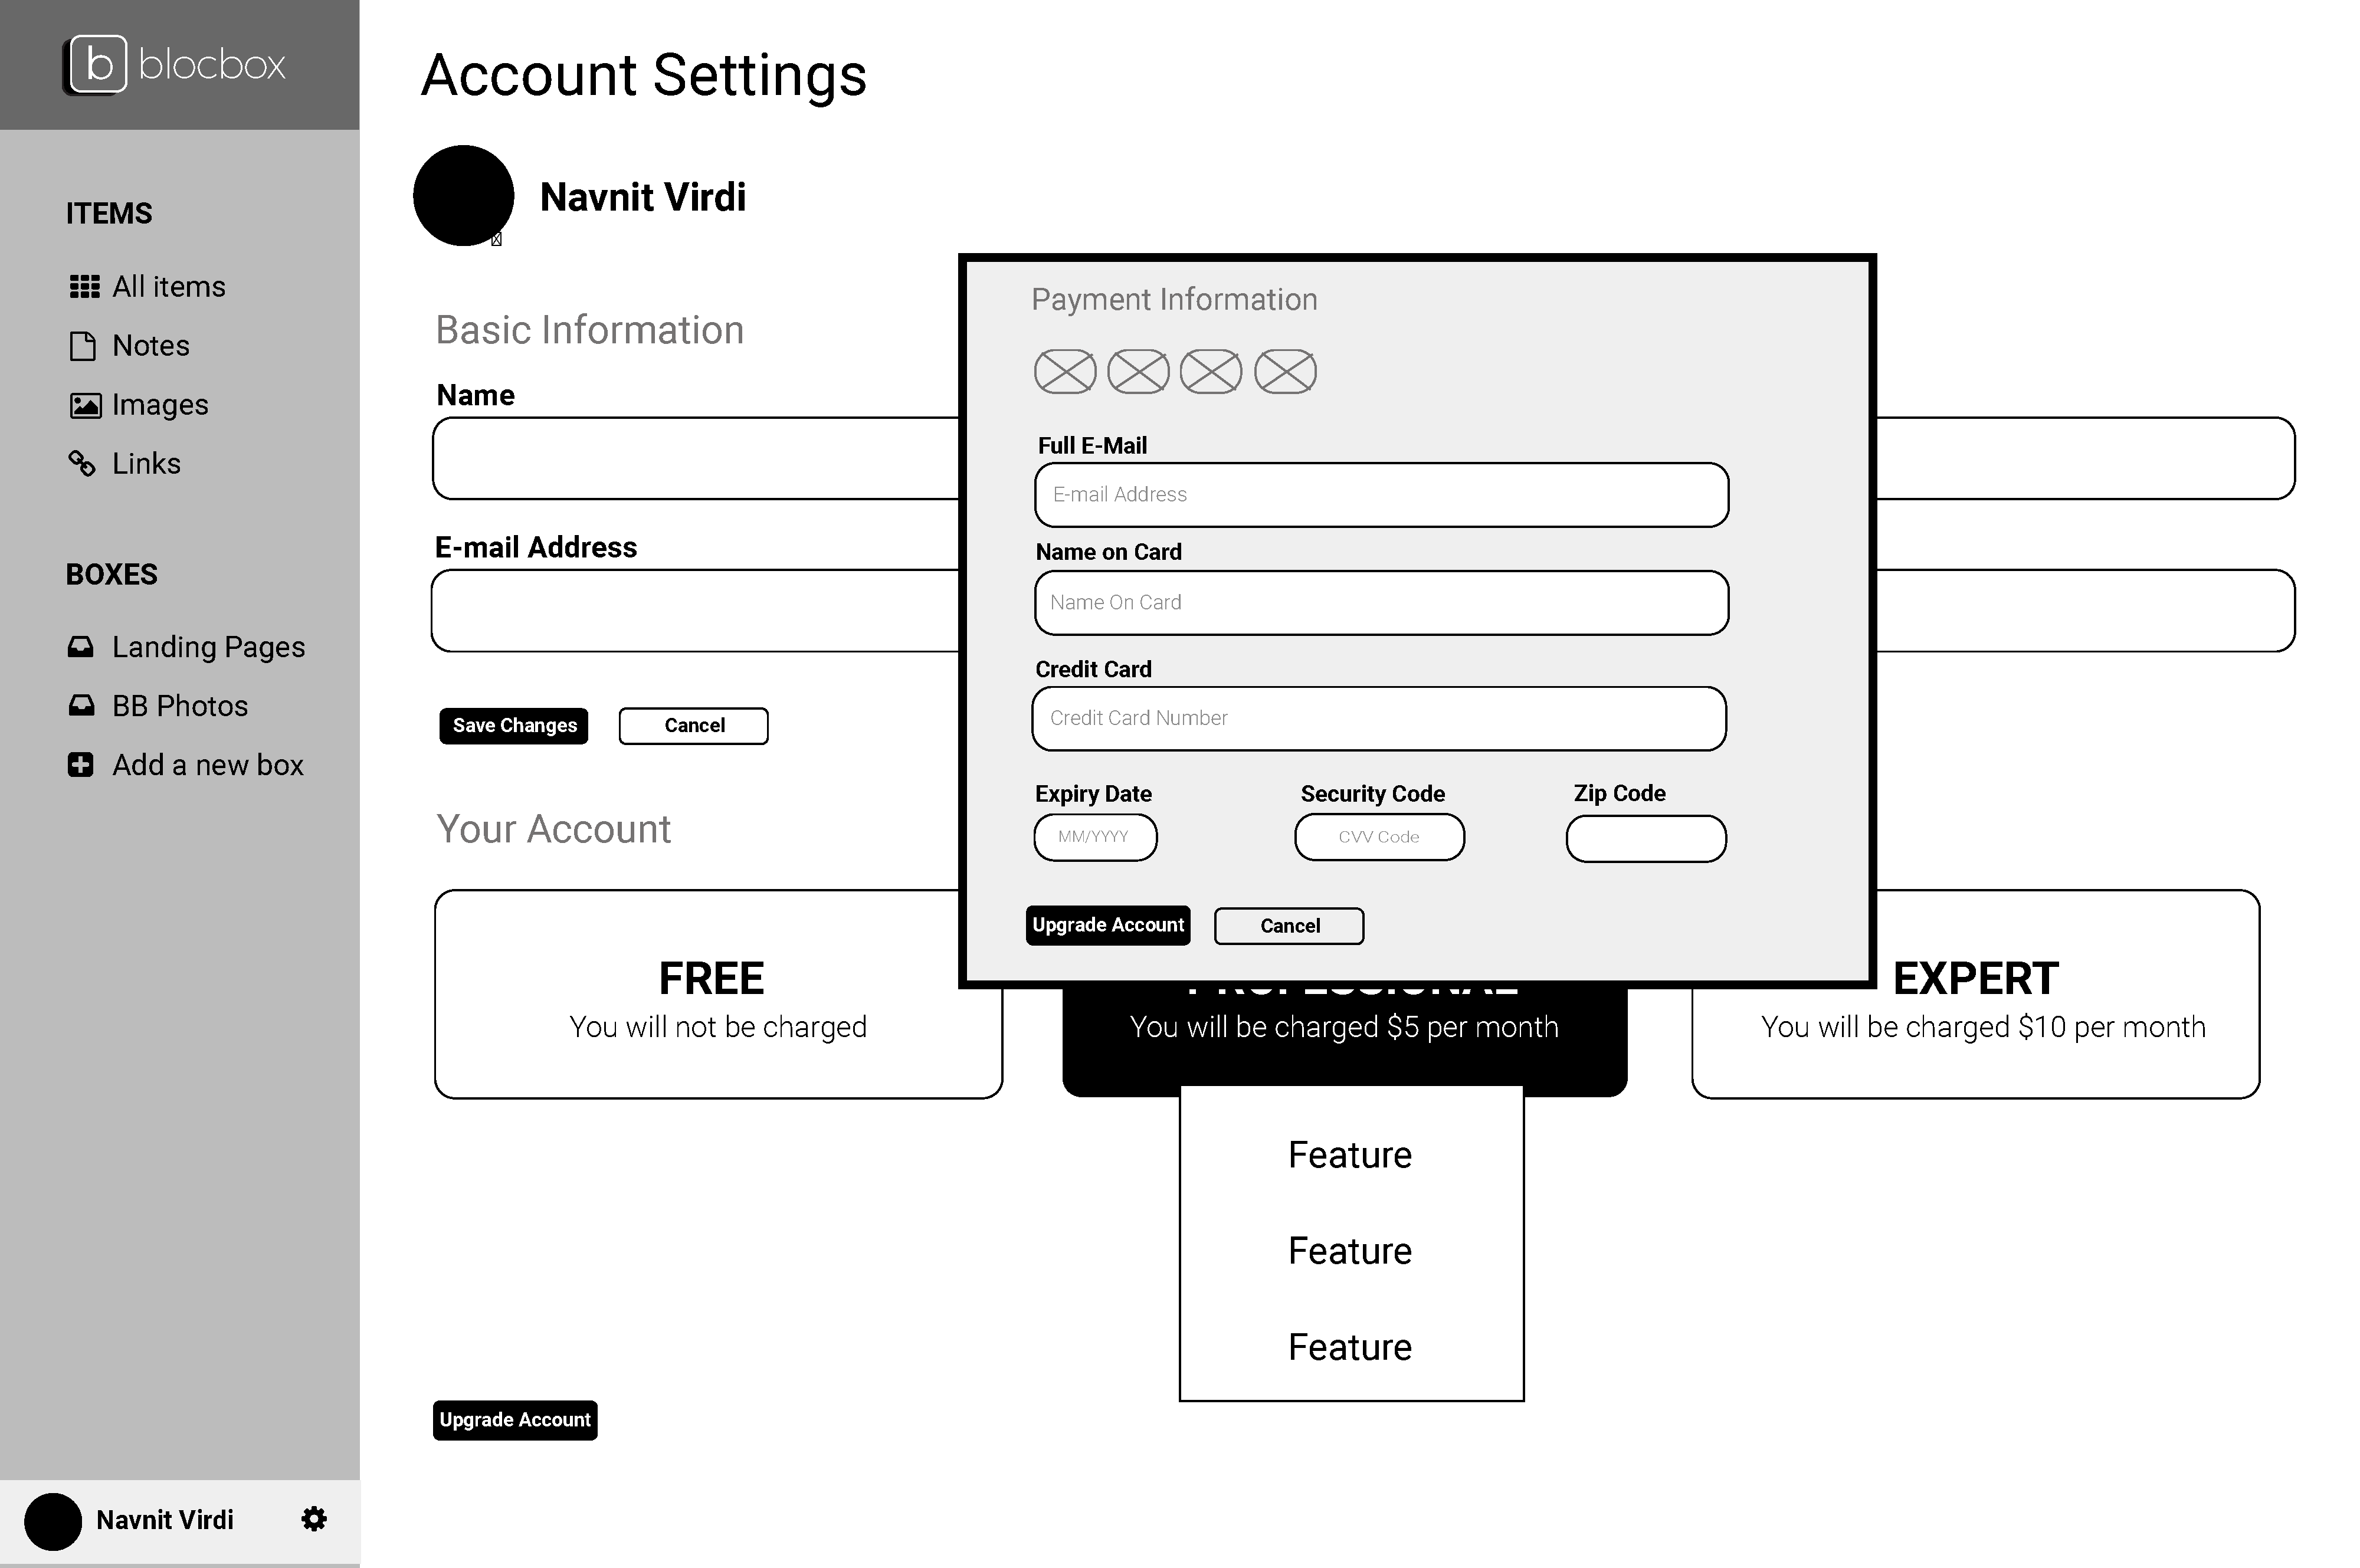 b blocbox
ITEMS
All items
Notes
Images
Links
BOXES
Landing Pages
BB Photos
Add a new box
Navnit Virdi
Account Settings
Navnit Virdi
Basic Information
Name
E-mail Address
Save Changes
Cancel
Your Account
FREE
You will not be charged
PROFESSIONAL
You will be charged $5 per month
EXPERT
You will be charged $10 per month
Feature
Feature
Feature
Upgrade Account
Payment Information
Full E-Mail
E-mail Address
Name on Card
Name On Card
Credit Card
Credit Card Number
Expiry Date
Security Code
Zip Code
MM/YYYY
CVV Code
Upgrade Account
Cancel